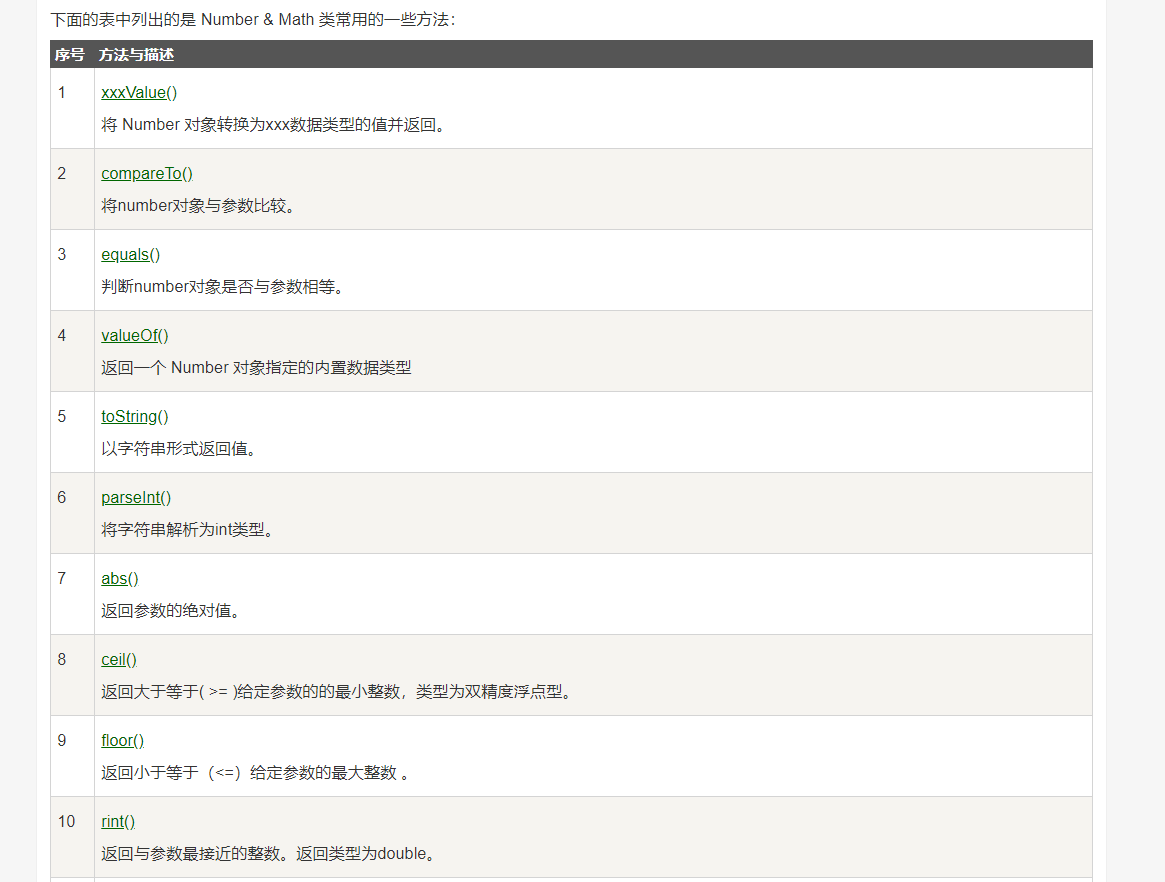 下面的表中列出的是 Number & Math 类常用的一些方法：
序号 方法与描述
1 xxxValue()
将 Number 对象转换为xxx数据类型的值并返回。
2 compareTo()
将number对象与参数比较。
3 equals()
判断number对象是否与参数相等。
4 valueOf()
返回一个 Number 对象指定的内置数据类型
5 toString()
以字符串形式返回值。
6 parseInt()
将字符串解析为int类型。
7 abs()
返回参数的绝对值。
8 ceil()
返回大于等于( >= )给定参数的的最小整数，类型为双精度浮点型。
9 floor()
返回小于等于（<=）给定参数的最大整数 。
10 rint()
返回与参数最接近的整数。返回类型为double。